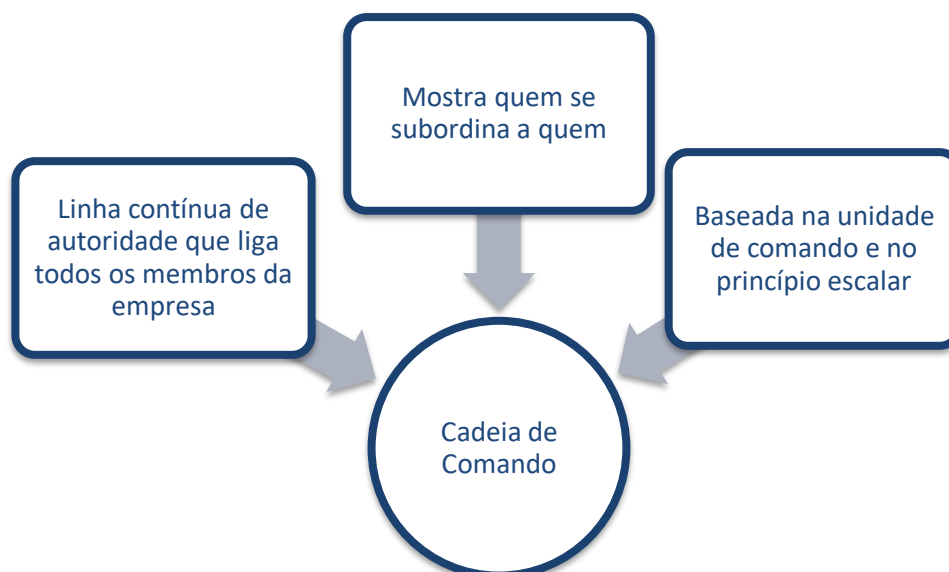 Mostra quem se
subordina a quem
Linha contínua de
autoridade que liga
todos os membros da
empresa
Baseada na unidade
de comando e no
princípio escalar
Cadeia de
Comando